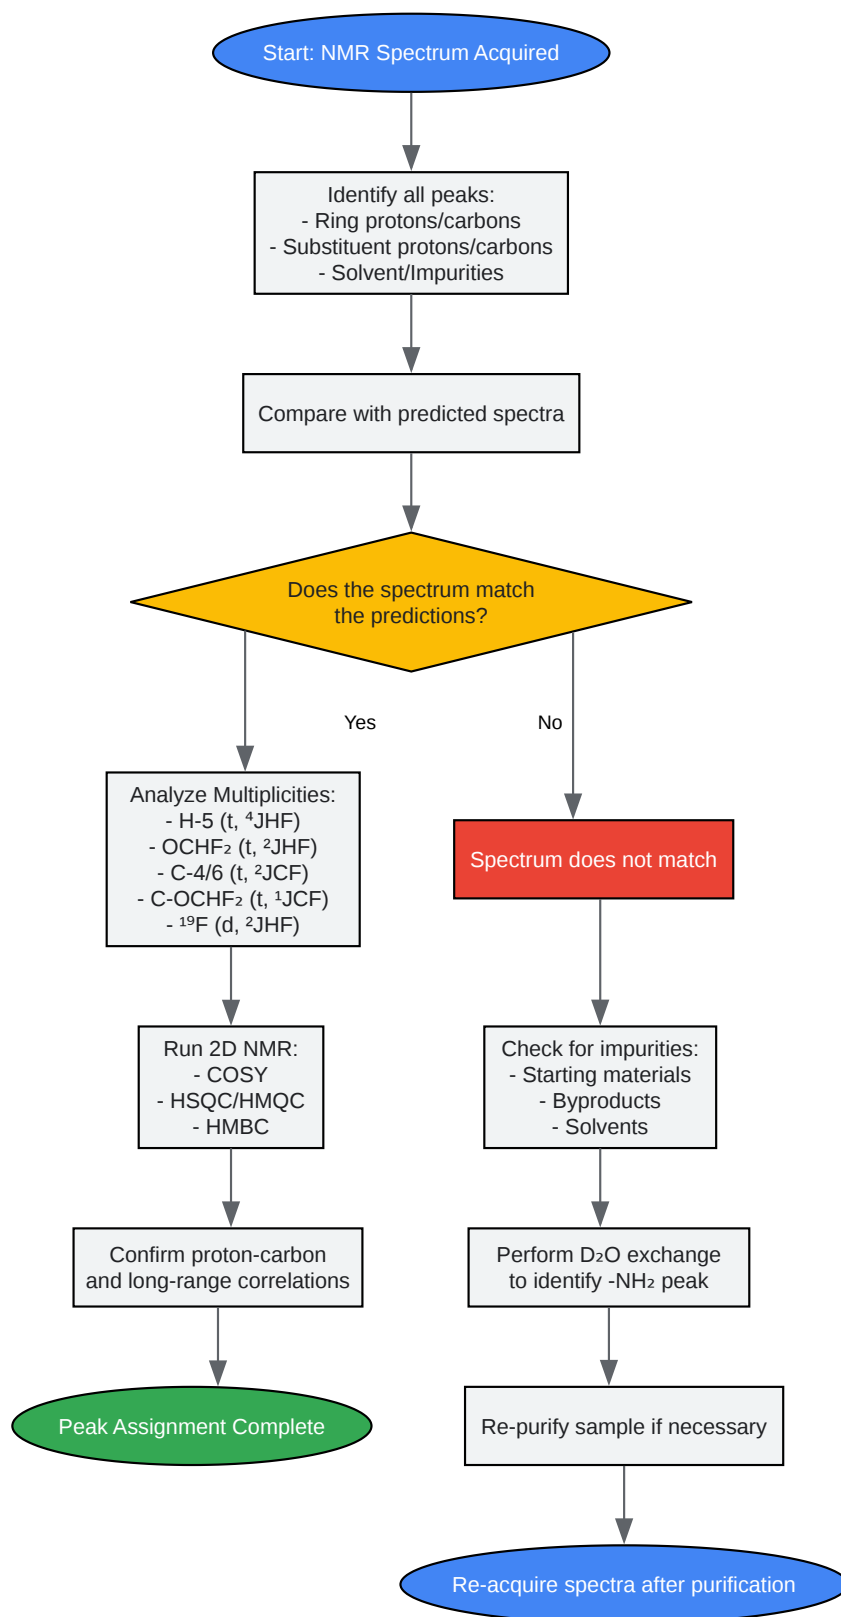 Start: NMR Spectrum Acquired
Identify all peaks:
- Ring protons/carbons
- Substituent protons/carbons
- Solvent/Impurities
Compare with predicted spectra
Does the spectrum match
the predictions?
Yes
No
Analyze Multiplicities:
- H-5 (t, ⁴JHF)
- OCHF₂ (t, ²JHF)
- C-4/6 (t, ²JCF)
- C-OCHF₂ (t, ¹JCF)
- ¹⁹F (d, ²JHF)
Spectrum does not match
Run 2D NMR:
- COSY
- HSQC/HMQC
- HMBC
Check for impurities:
- Starting materials
- Byproducts
- Solvents
Confirm proton-carbon
and long-range correlations
Perform D₂O exchange
to identify -NH₂ peak
Peak Assignment Complete
Re-purify sample if necessary
Re-acquire spectra after purification